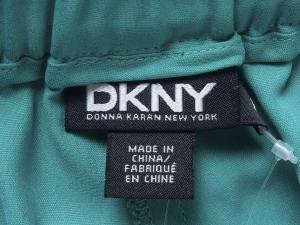 DKNY
DONNA KARAN NEW YORK
MADE IN
CHINA/
FABRIQUÉ
EN CHINE